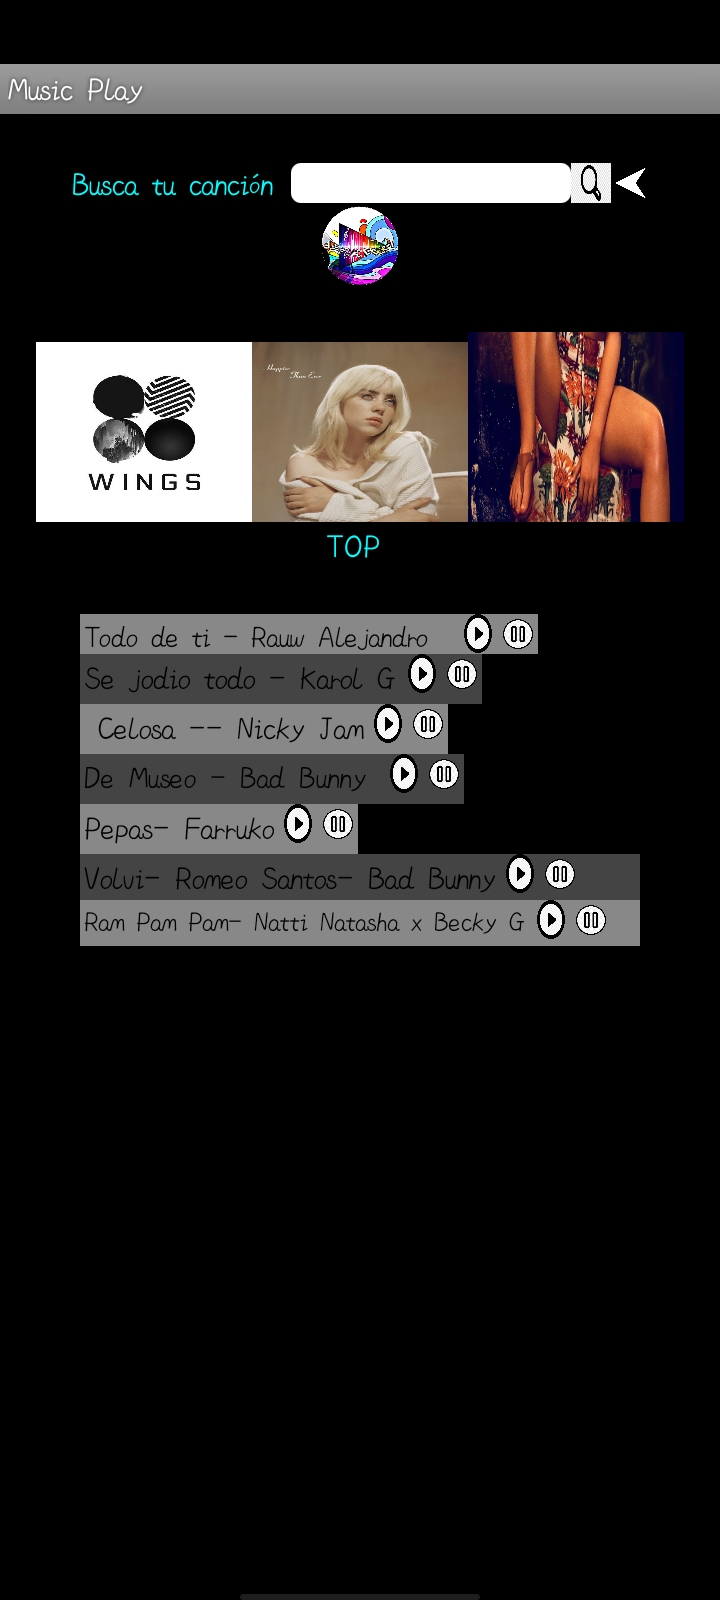 Music Play
Busca tu canción
Happier
Than Ever
WINGS
TOP
Todo de ti - Rauw Alejandro
Se jodio todo - Karol G
Celosa -- Nicky Jam
De Museo - Bad Bunny
Pepas- Farruko
Volvi- Romeo Santos- Bad Bunny
Ram Pam Pam- Natti Natasha x Becky G